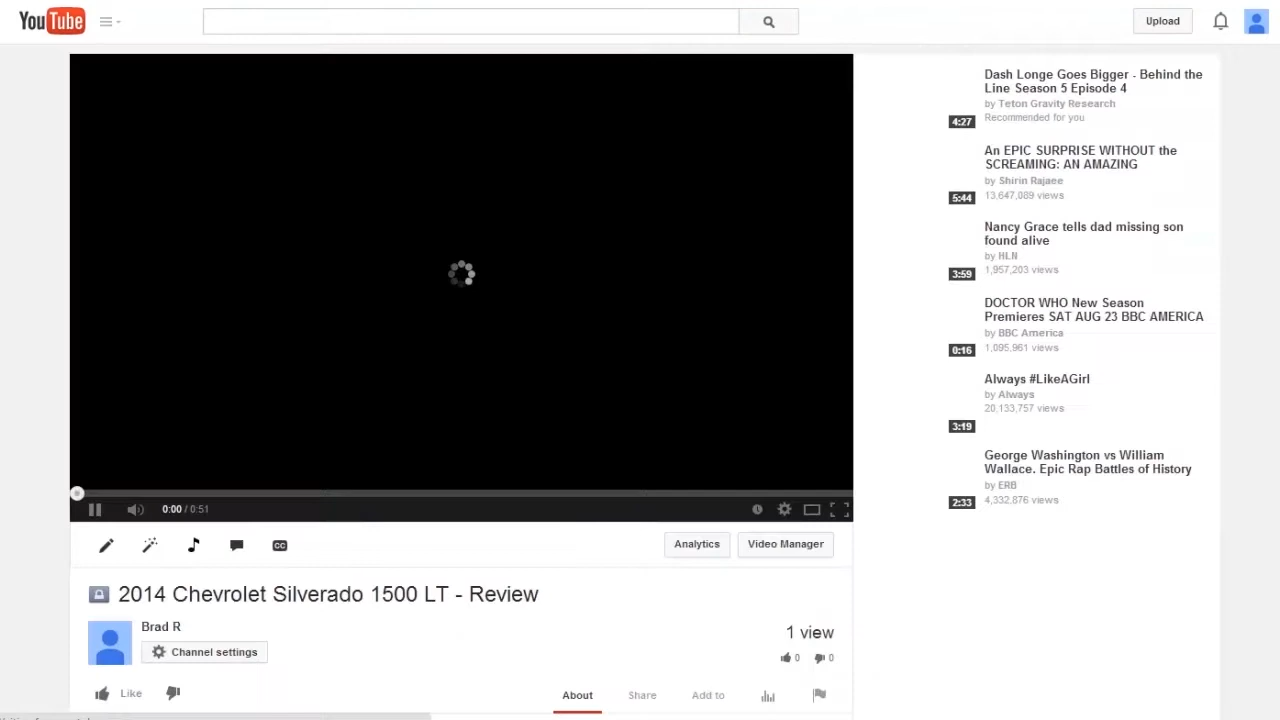 YouTube
Upload
Dash Longe Goes Bigger - Behind the
Line Season 5 Episode 4
by Teton Gravity Research
Recommended for you
4:27
An EPIC SURPRISE WITHOUT the
SCREAMING: AN AMAZING
by Shirin Rajaee
13,647,089 views
5:44
Nancy Grace tells dad missing son
found alive
by HLN
1,957,203 views
3:59
DOCTOR WHO New Season
Premieres SAT AUG 23 BBC AMERICA
by BBC America
1,095,961 views
0:16
Always #LikeAGirl
by Always
20,133,757 views
3:19
George Washington vs William
Wallace. Epic Rap Battles of History
by ERB
4,332,876 views
2:33
0:00 / 0:51
CC
Analytics
Video Manager
2014 Chevrolet Silverado 1500 LT - Review
Brad R
Channel settings
1 view
0 0
Like
About Share Add to